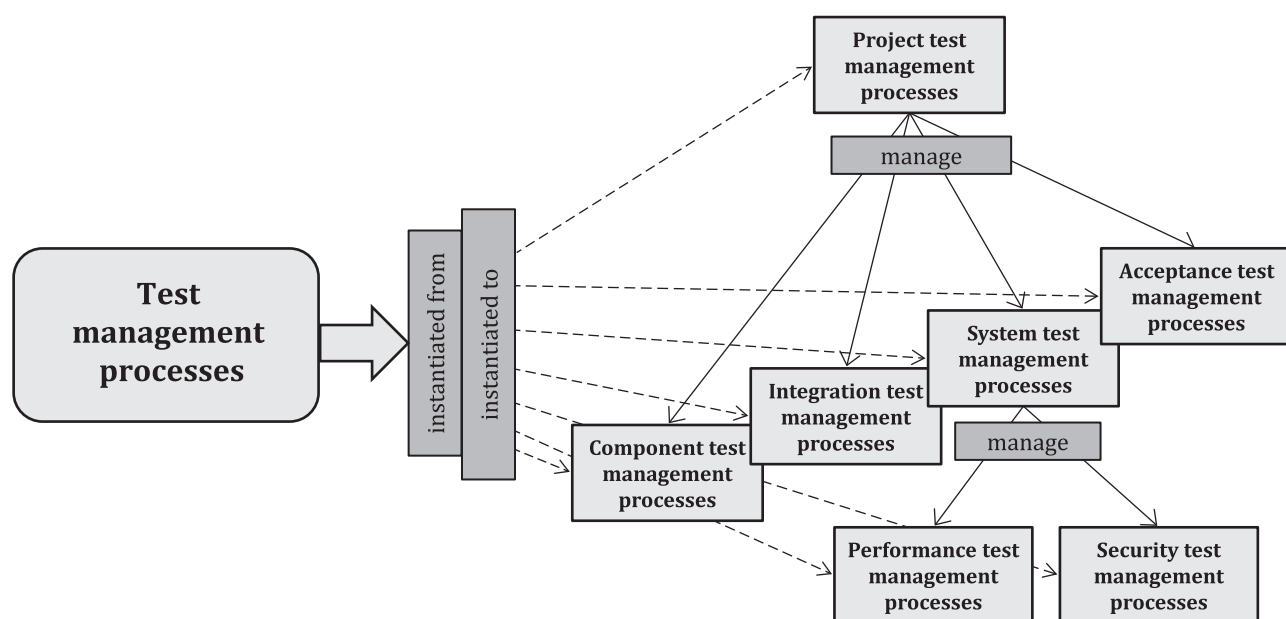 Project test
management
processes
manage
Test
management
processes
instantiated from
instantiated to
Acceptance test
management
processes
System test
management
processes
Integration test
management
processes
Component test
management
processes
manage
Performance test
management
processes
Security test
management
processes